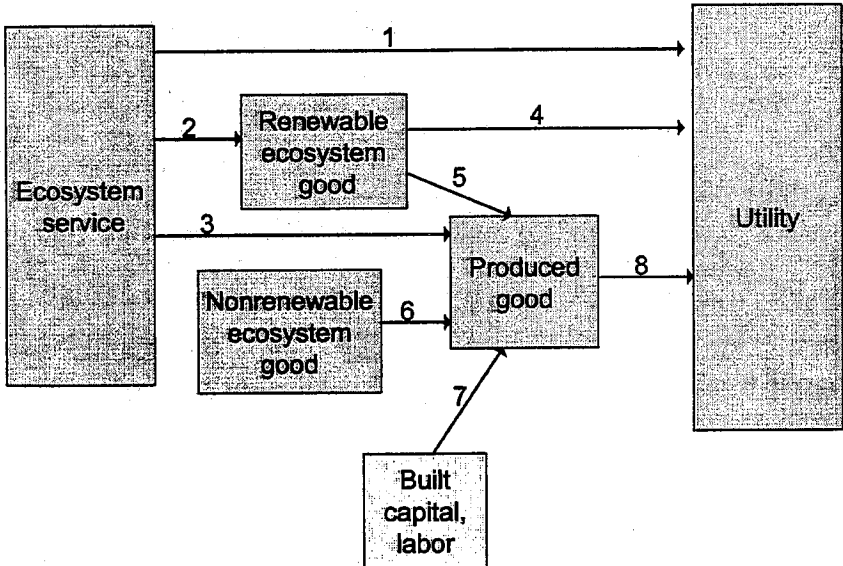 1
2
Renewable
ecosystem
good
4
5
Ecosystem
service
3
Utility
Produced
good
8
Nonrenewable
ecosystem
good
6
7
Built
capital,
labor